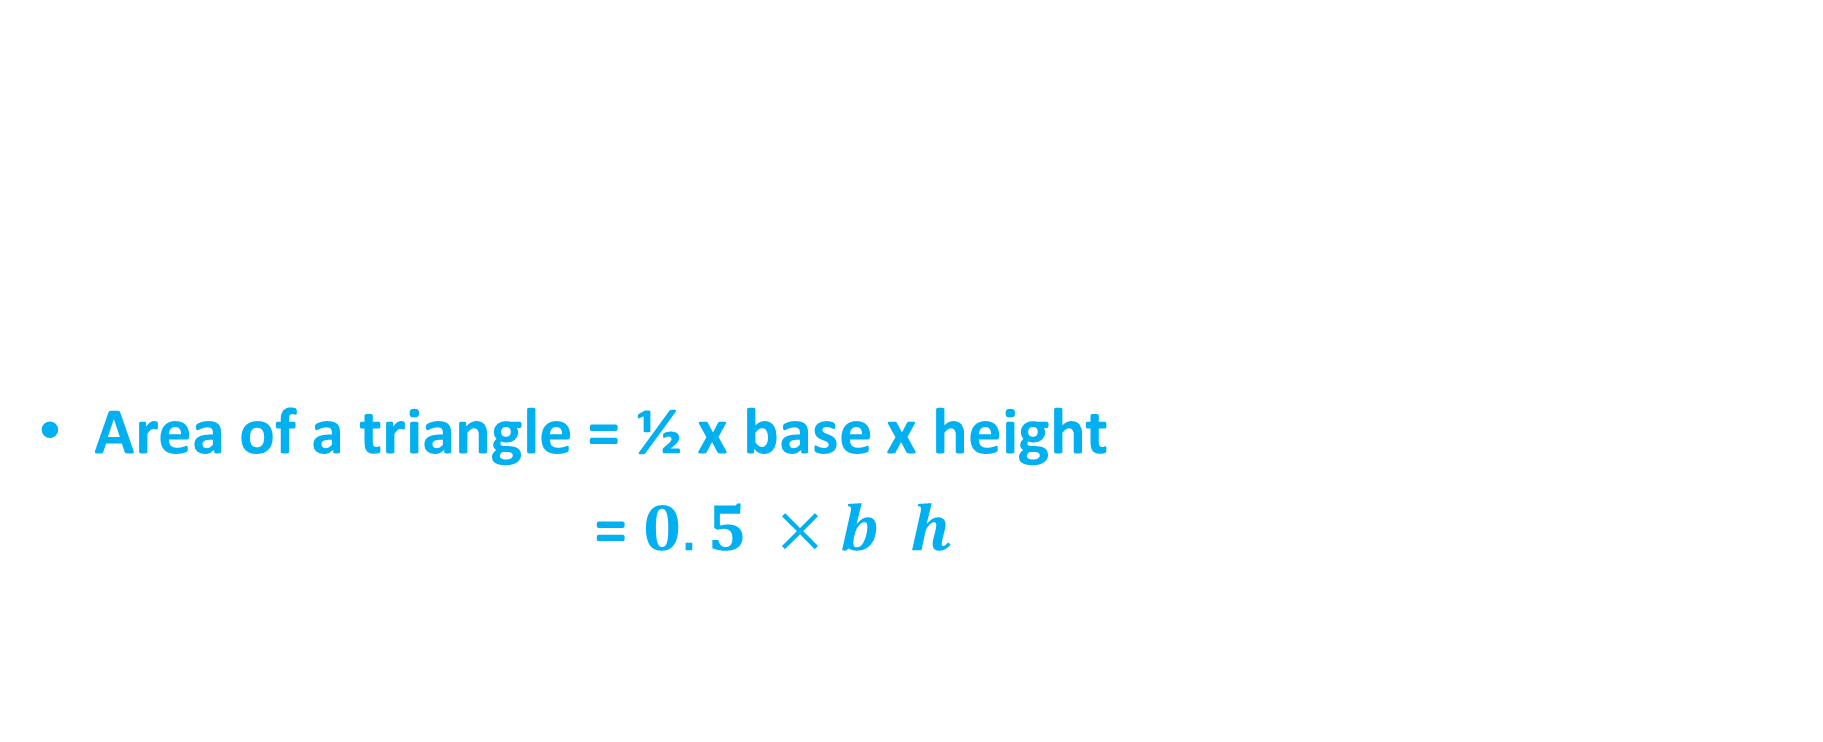 • Area of a triangle = ½ x base x height
= 0.5 × b h